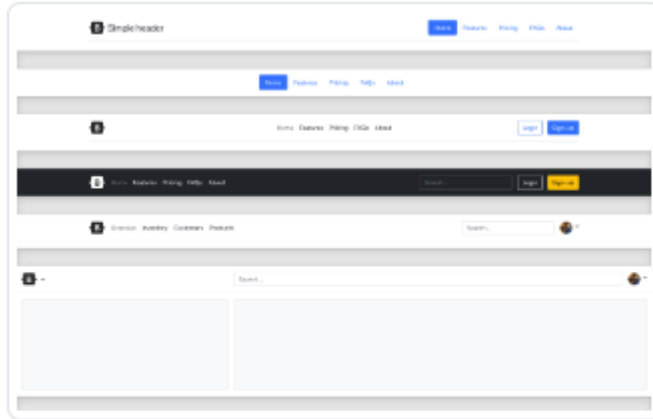 Simple header Home Features Pricing FAQs About
Home Features Pricing FAQs About
Home Features Pricing FAQs About Login Sign-up
Home Features Pricing FAQs About Search... Login Sign-up
Overview Inventory Customers Products Search...
Search...